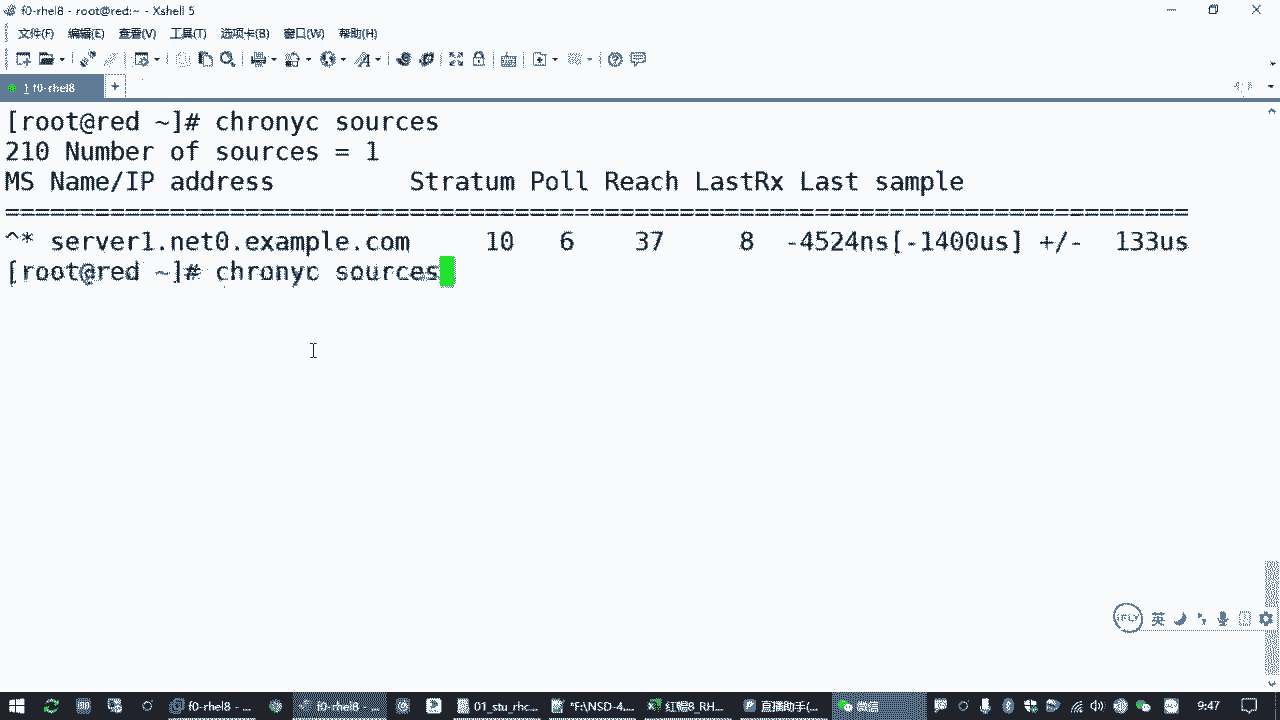 f0-rhel8 - root@red:~ - Xshell 5
文件(F) 编辑(E) 查看(V) 工具(T) 选项卡(B) 窗口(W) 帮助(H)
1 f0-rhel8
[root@red ~]# chronyc sources
210 Number of sources = 1
MS Name/IP address         Stratum Poll Reach LastRx Last sample
===============================================================================
^* server1.net0.example.com     10   6    37     8  -4524ns[-1400us] +/-  133us
[root@red ~]# chronyc sources
iFLY 英
f0-rhel8 - ... f0-rhel8 - ... 01_stu_rhc... *F:\NSD-4... 红帽8_RH... 直播助手(... 微信 9:47